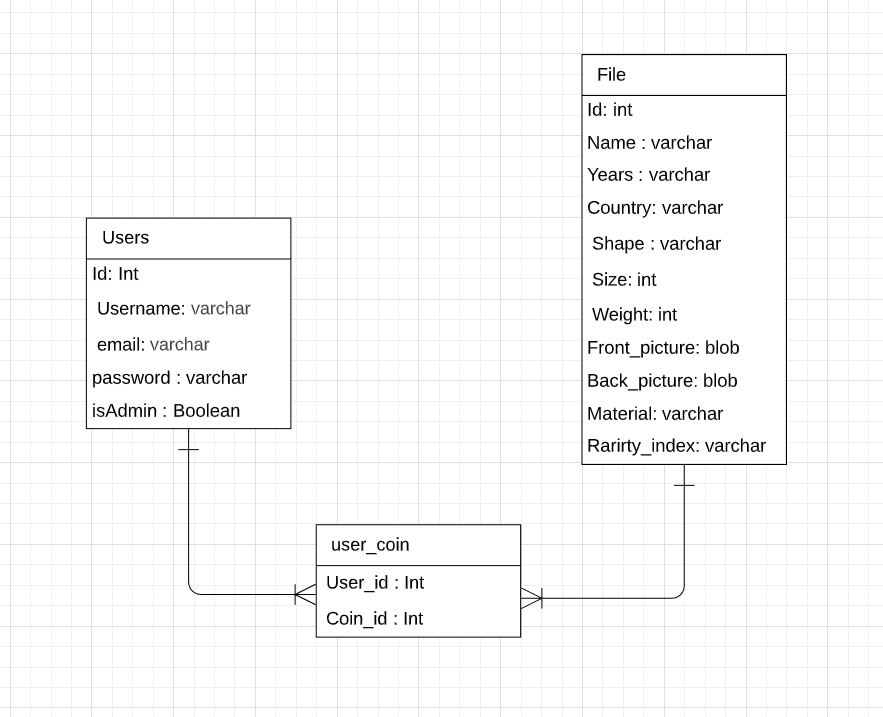 File
Id: int
Name : varchar
Years : varchar
Country: varchar
Shape : varchar
Size: int
Weight: int
Front_picture: blob
Back_picture: blob
Material: varchar
Rarirty_index: varchar
Users
Id: Int
Username: varchar
email: varchar
password : varchar
isAdmin : Boolean
user_coin
User_id : Int
Coin_id : Int